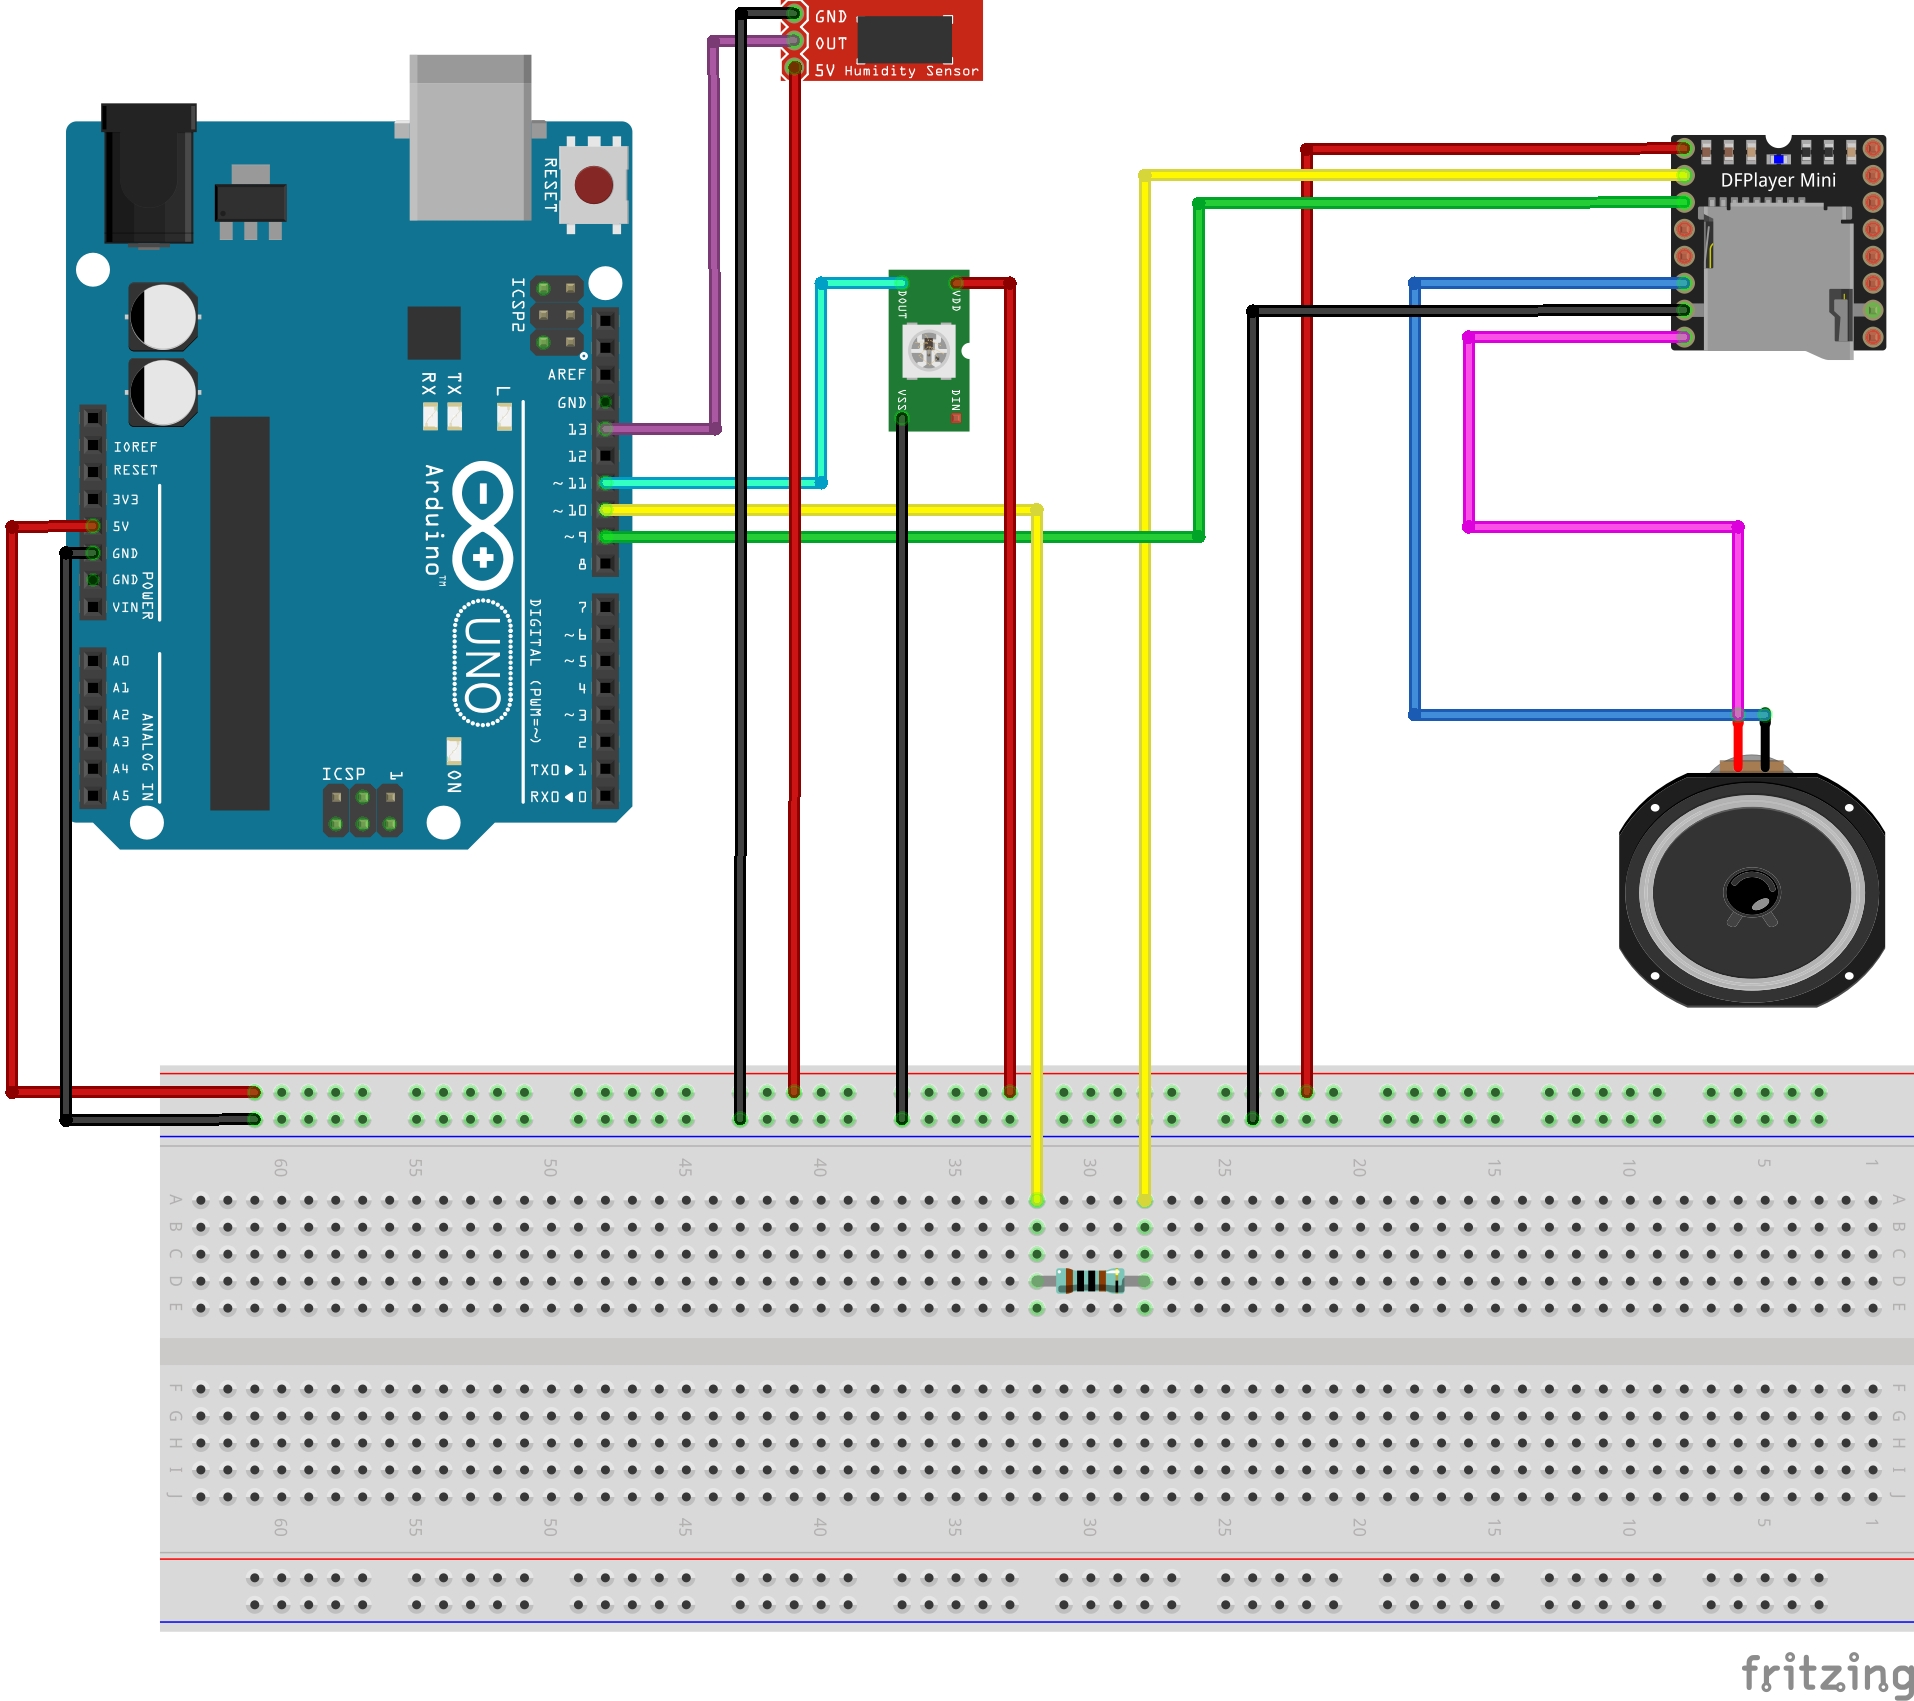 GND
OUT
5V Humidity Sensor
DFPlayer Mini
RESET
ICSP2
DOUT
VDD
VSS
DIN
RX
TX
L
AREF
GND
13
12
~11
~10
~9
8
IOREF
RESET
3V3
5V
GND
GND
VIN
POWER
Arduino™
UNO
DIGITAL (PWM=~)
7
~6
~5
4
~3
2
TX0▶1
RX0◀0
A0
A1
A2
A3
A4
A5
ANALOG IN
ICSP
1
ON
60 55 50 45 40 35 30 25 20 15 10 5 1
A A
B B
C C
D D
E E
F F
G G
H H
I I
J J
60 55 50 45 40 35 30 25 20 15 10 5 1
fritzing